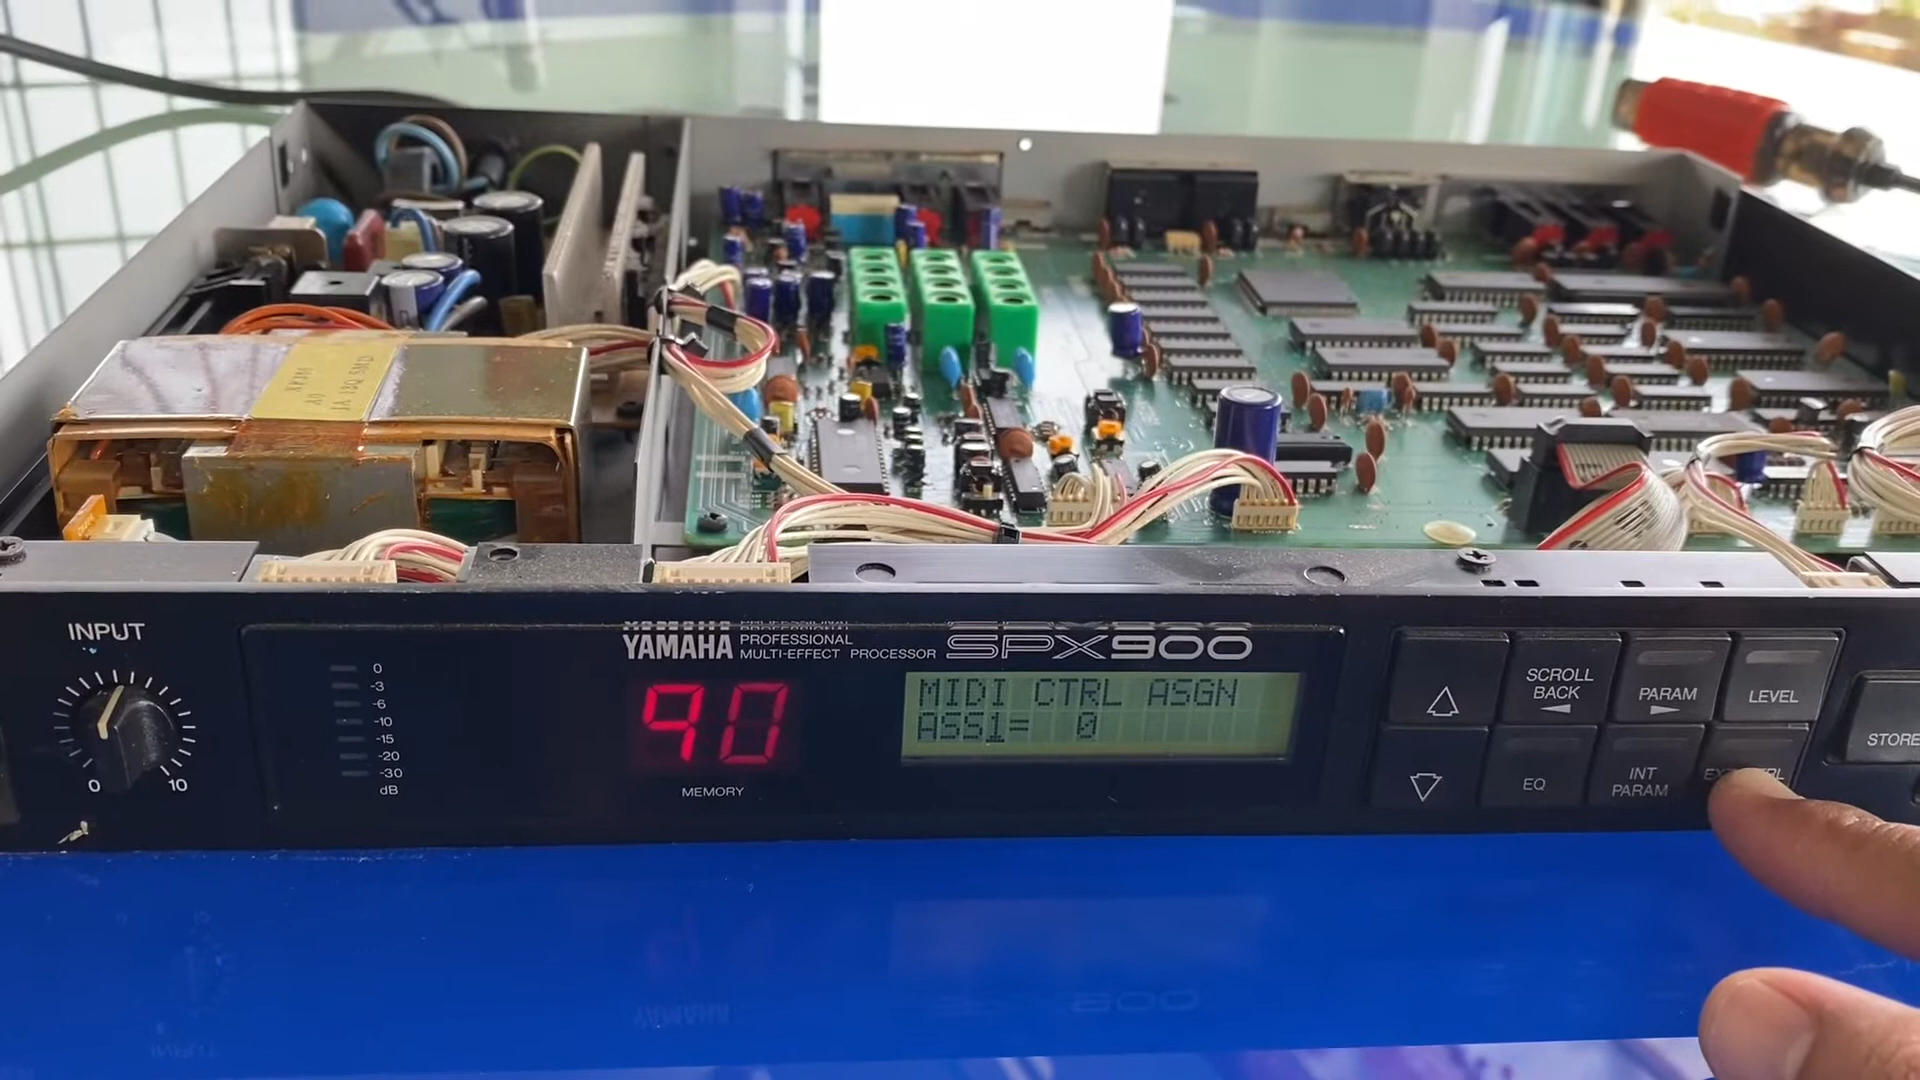 INPUT
0
10
0
-3
-6
-10
-15
-20
-30
dB
YAMAHA
PROFESSIONAL
MULTI-EFFECT PROCESSOR
SPX900
90
MEMORY
MIDI CTRL ASGN
ASS1= 0
SCROLL
BACK
PARAM
LEVEL
STORE
EQ
INT
PARAM